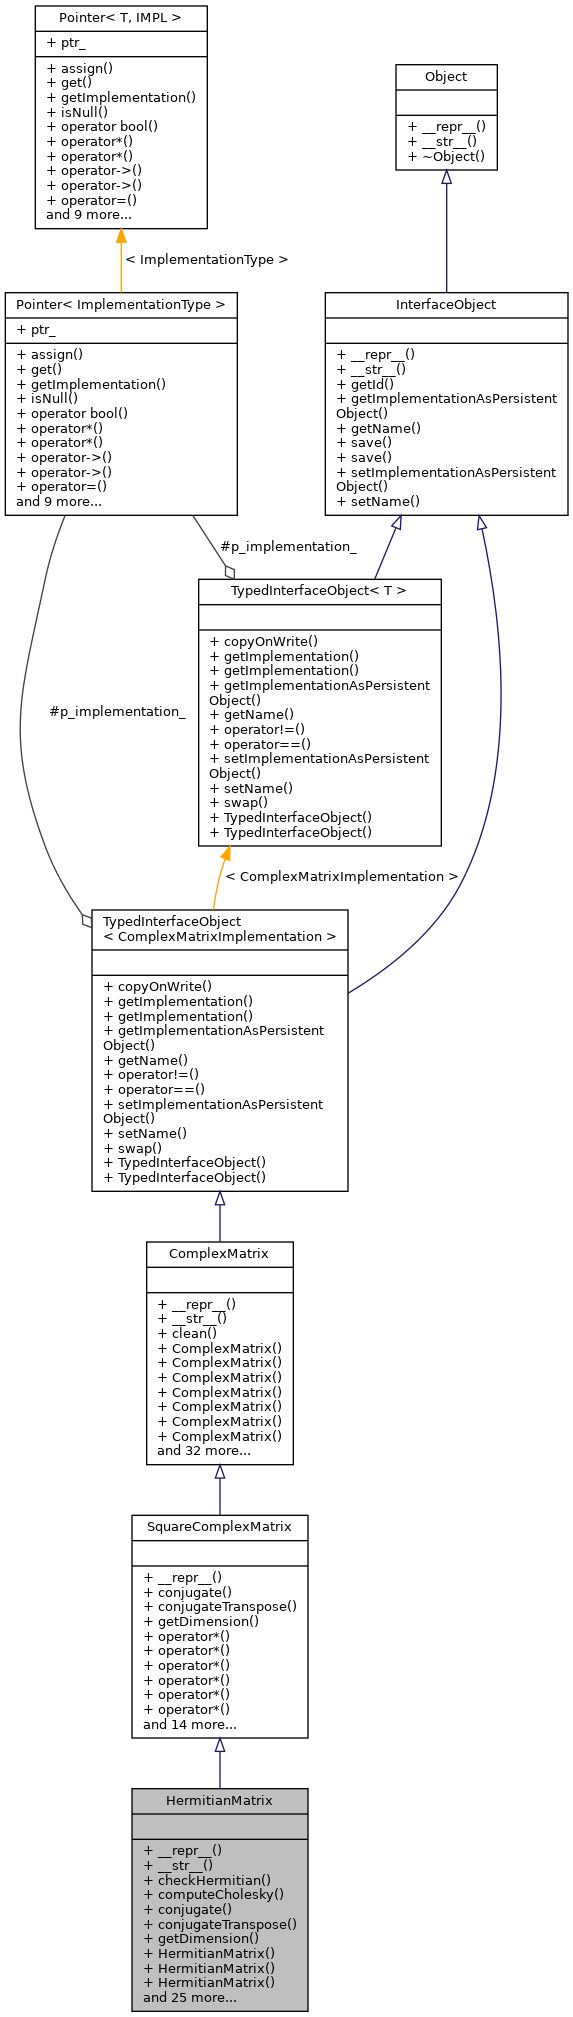 Pointer< T, IMPL >
+ ptr_
+ assign()
+ get()
+ getImplementation()
+ isNull()
+ operator bool()
+ operator*()
+ operator*()
+ operator->()
+ operator->()
+ operator=()
and 9 more...
Object
+ __repr__()
+ __str__()
+ ~Object()
< ImplementationType >
Pointer< ImplementationType >
+ ptr_
+ assign()
+ get()
+ getImplementation()
+ isNull()
+ operator bool()
+ operator*()
+ operator*()
+ operator->()
+ operator->()
+ operator=()
and 9 more...
InterfaceObject
+ __repr__()
+ __str__()
+ getId()
+ getImplementationAsPersistent
Object()
+ getName()
+ save()
+ save()
+ setImplementationAsPersistent
Object()
+ setName()
#p_implementation_
TypedInterfaceObject< T >
+ copyOnWrite()
+ getImplementation()
+ getImplementation()
+ getImplementationAsPersistent
Object()
+ getName()
+ operator!=()
+ operator==()
+ setImplementationAsPersistent
Object()
+ setName()
+ swap()
+ TypedInterfaceObject()
+ TypedInterfaceObject()
#p_implementation_
< ComplexMatrixImplementation >
TypedInterfaceObject
< ComplexMatrixImplementation >
+ copyOnWrite()
+ getImplementation()
+ getImplementation()
+ getImplementationAsPersistent
Object()
+ getName()
+ operator!=()
+ operator==()
+ setImplementationAsPersistent
Object()
+ setName()
+ swap()
+ TypedInterfaceObject()
+ TypedInterfaceObject()
ComplexMatrix
+ __repr__()
+ __str__()
+ clean()
+ ComplexMatrix()
+ ComplexMatrix()
+ ComplexMatrix()
+ ComplexMatrix()
+ ComplexMatrix()
+ ComplexMatrix()
+ ComplexMatrix()
and 32 more...
SquareComplexMatrix
+ __repr__()
+ conjugate()
+ conjugateTranspose()
+ getDimension()
+ operator*()
+ operator*()
+ operator*()
+ operator*()
+ operator*()
+ operator*()
and 14 more...
HermitianMatrix
+ __repr__()
+ __str__()
+ checkHermitian()
+ computeCholesky()
+ conjugate()
+ conjugateTranspose()
+ getDimension()
+ HermitianMatrix()
+ HermitianMatrix()
+ HermitianMatrix()
and 25 more...